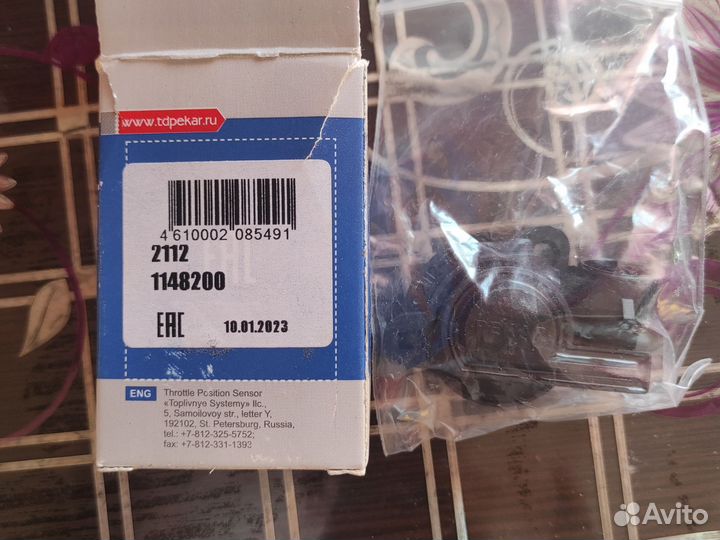 www.tdpekar.ru
4 610002 085491
2112
1148200
EAC 10.01.2023
ENG Throttle Position Sensor
«Toplivnye Systemy» llc.,
5, Samoilovoy str., letter Y,
192102, St. Petersburg, Russia,
tel.: +7-812-325-5752;
fax: +7-812-331-1393
Avito